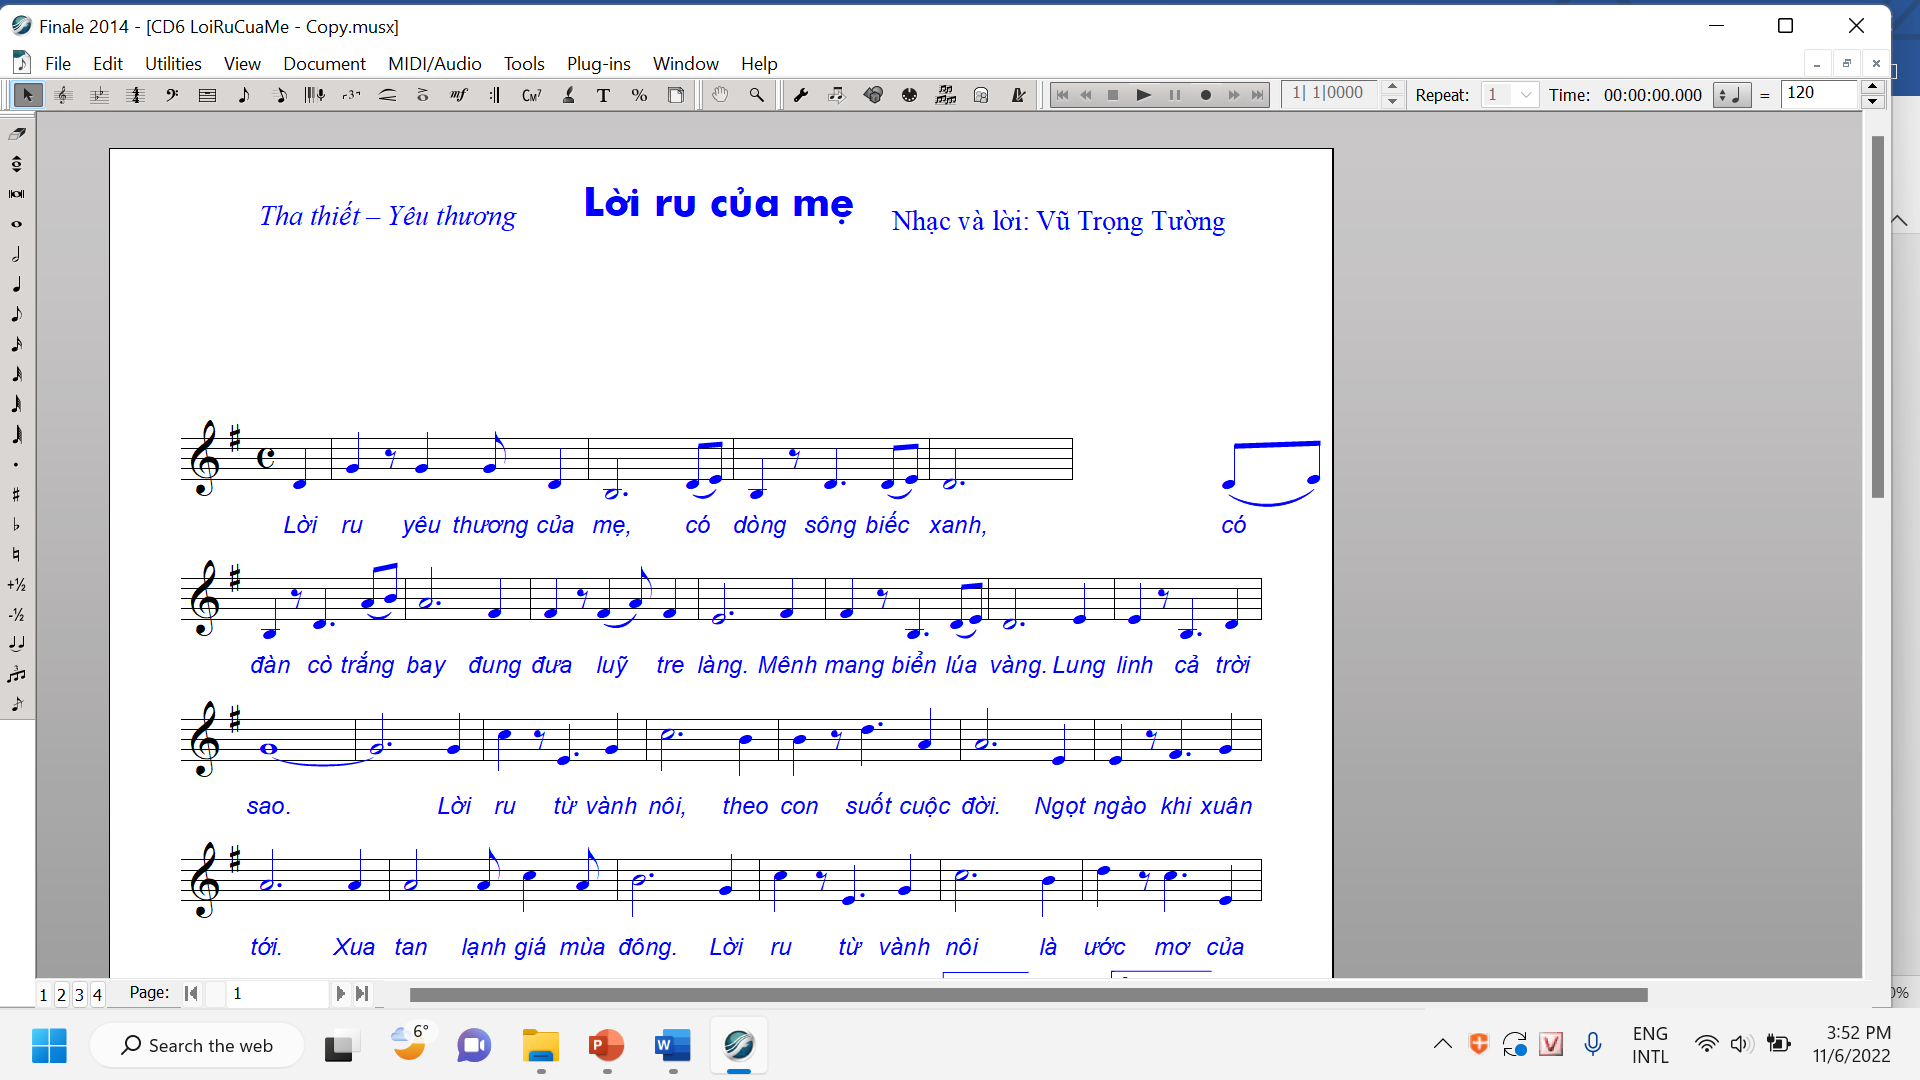 Finale 2014 - [CD6 LoiRuCuaMe - Copy.musx]
File Edit Utilities View Document MIDI/Audio Tools Plug-ins Window Help
1| 1|0000 Repeat: 1 Time: 00:00:00.000 = 120
Tha thiết – Yêu thương
Lời ru của mẹ
Nhạc và lời: Vũ Trọng Tường
Lời ru yêu thương của mẹ, có dòng sông biếc xanh, có
đàn cò trắng bay đung đưa luỹ tre làng. Mênh mang biển lúa vàng. Lung linh cả trời
sao. Lời ru từ vành nôi, theo con suốt cuộc đời. Ngọt ngào khi xuân
tới. Xua tan lạnh giá mùa đông. Lời ru từ vành nôi là ước mơ của
1 2 3 4 Page: 1
0%
Search the web
6°
ENG
INTL
3:52 PM
11/6/2022